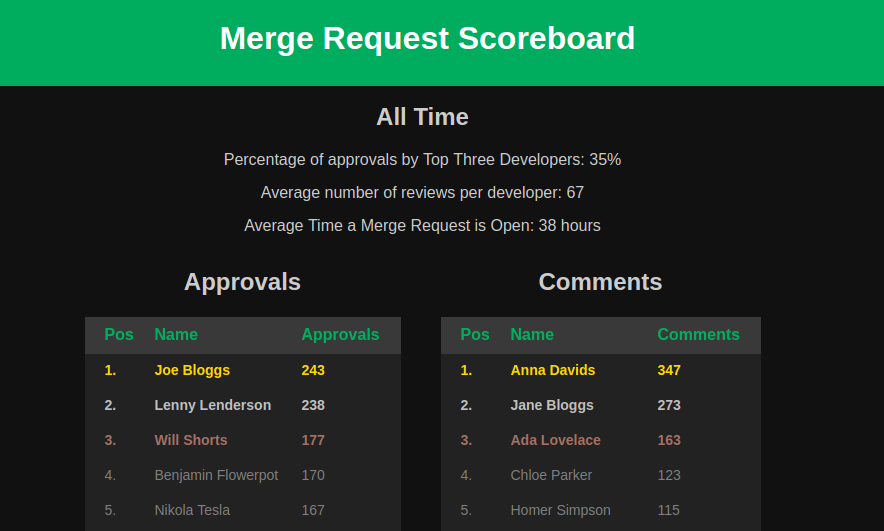 Merge Request Scoreboard
All Time
Percentage of approvals by Top Three Developers: 35%
Average number of reviews per developer: 67
Average Time a Merge Request is Open: 38 hours
Approvals
Pos Name Approvals
1. Joe Bloggs 243
2. Lenny Lenderson 238
3. Will Shorts 177
4. Benjamin Flowerpot 170
5. Nikola Tesla 167
Comments
Pos Name Comments
1. Anna Davids 347
2. Jane Bloggs 273
3. Ada Lovelace 163
4. Chloe Parker 123
5. Homer Simpson 115